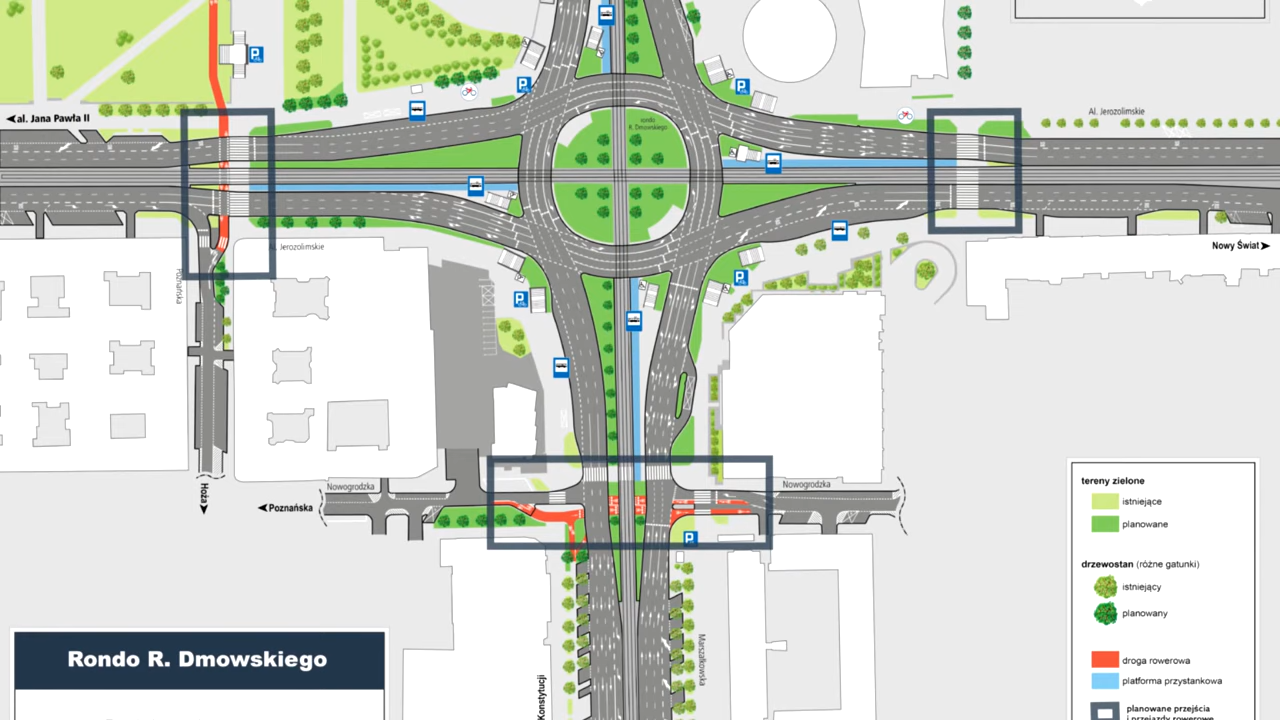 al. Jana Pawła II
rondo
R. Dmowskiego
Al. Jerozolimskie
Nowy Świat
Al. Jerozolimskie
Poznańska
Nowogrodzka
Nowogrodzka
Hoża
Poznańska
Marszałkowska
Konstytucji
P
P
P
P
P
P
Rondo R. Dmowskiego
tereny zielone
istniejące
planowane
drzewostan (różne gatunki)
istniejący
planowany
droga rowerowa
platforma przystankowa
planowane przejścia
i przejazdy rowerowe